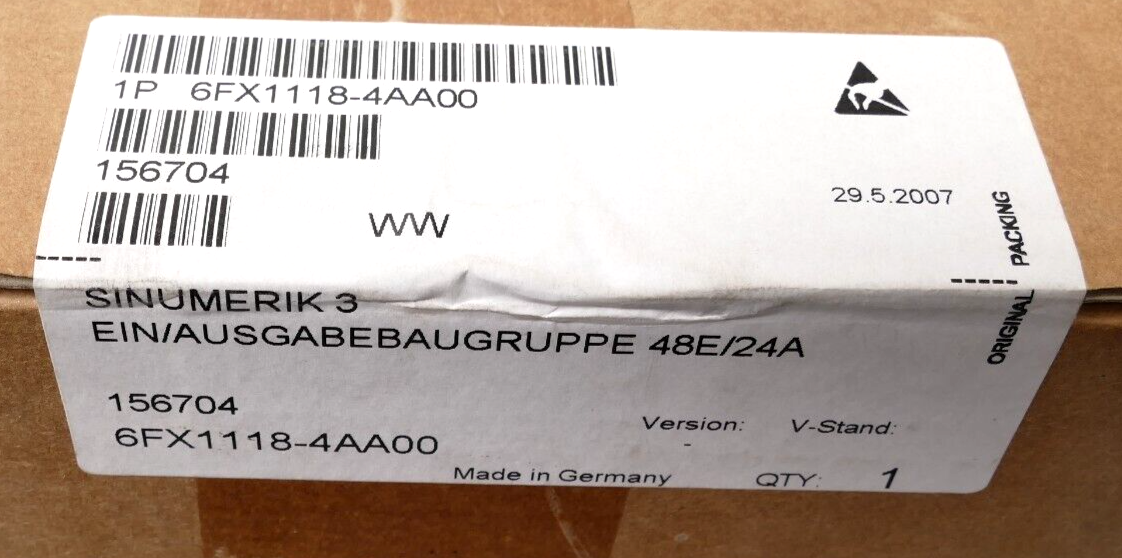 1P 6FX1118-4AA00
156704
WW
29.5.2007
ORIGINAL PACKING
SINUMERIK 3
EIN/AUSGABEBAUGRUPPE 48E/24A
156704
6FX1118-4AA00
Version: V-Stand:
-
Made in Germany
QTY: 1